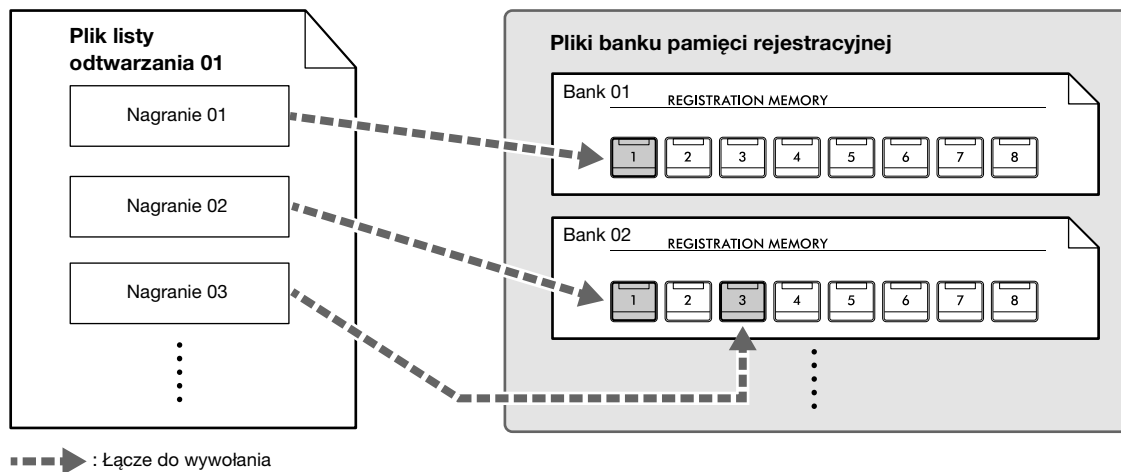 Plik listy
odtwarzania 01
Nagranie 01
Nagranie 02
Nagranie 03
Pliki banku pamięci rejestracyjnej
Bank 01
REGISTRATION MEMORY
1 2 3 4 5 6 7 8
Bank 02
REGISTRATION MEMORY
1 2 3 4 5 6 7 8
: Łącze do wywołania